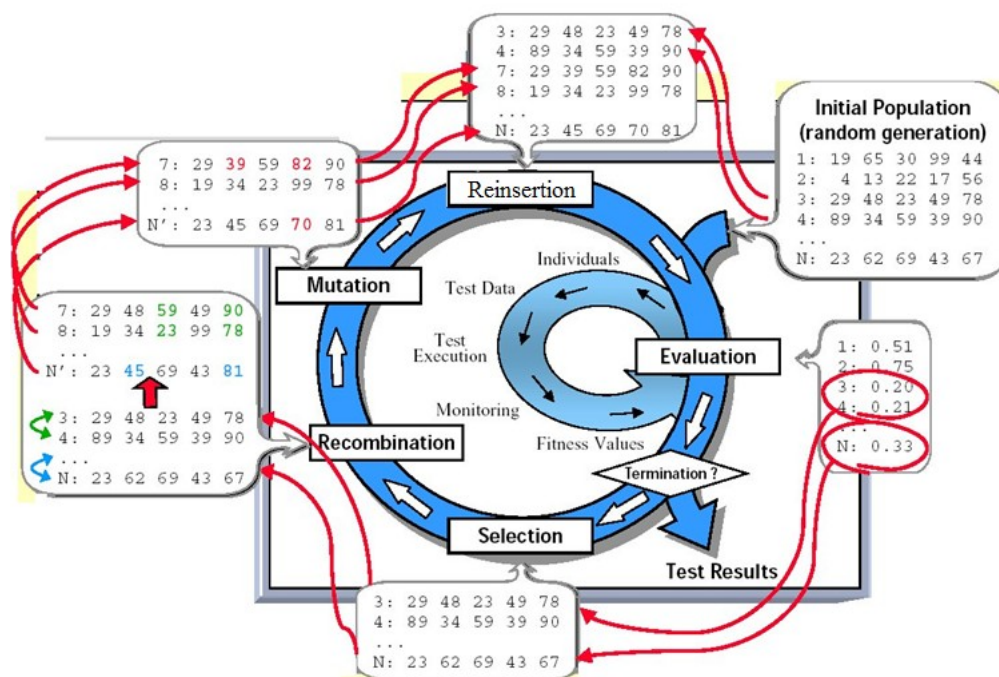 3: 29 48 23 49 78
4: 89 34 59 39 90
7: 29 39 59 82 90
8: 19 34 23 99 78
...
N: 23 45 69 70 81
Initial Population
(random generation)
1: 19 65 30 99 44
2: 4 13 22 17 56
3: 29 48 23 49 78
4: 89 34 59 39 90
...
N: 23 62 69 43 67
7: 29 39 59 82 90
8: 19 34 23 99 78
...
N': 23 45 69 70 81
Reinsertion
Mutation
Individuals
Test Data
Test
Execution
Monitoring
Fitness Values
Evaluation
1: 0.51
2: 0.75
3: 0.20
4: 0.21
...
N: 0.33
7: 29 48 59 49 90
8: 19 34 23 99 78
...
N': 23 45 69 43 81
3: 29 48 23 49 78
4: 89 34 59 39 90
...
N: 23 62 69 43 67
Recombination
Termination ?
Selection
Test Results
3: 29 48 23 49 78
4: 89 34 59 39 90
...
N: 23 62 69 43 67